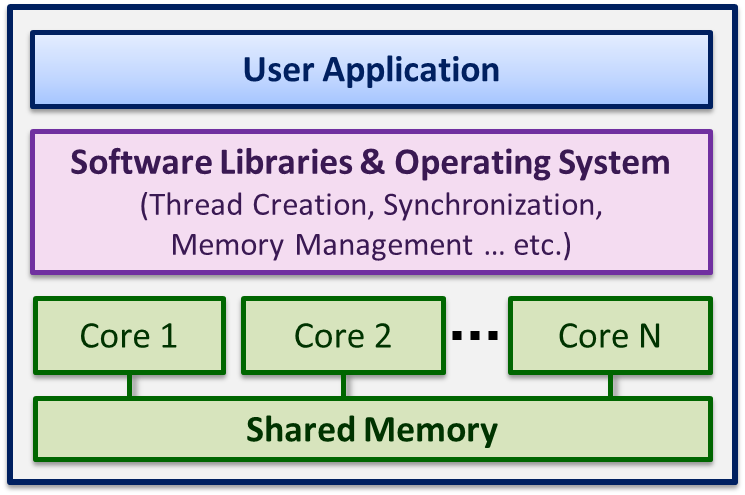 User Application
Software Libraries & Operating System
(Thread Creation, Synchronization,
Memory Management … etc.)
Core 1
Core 2
...
Core N
Shared Memory